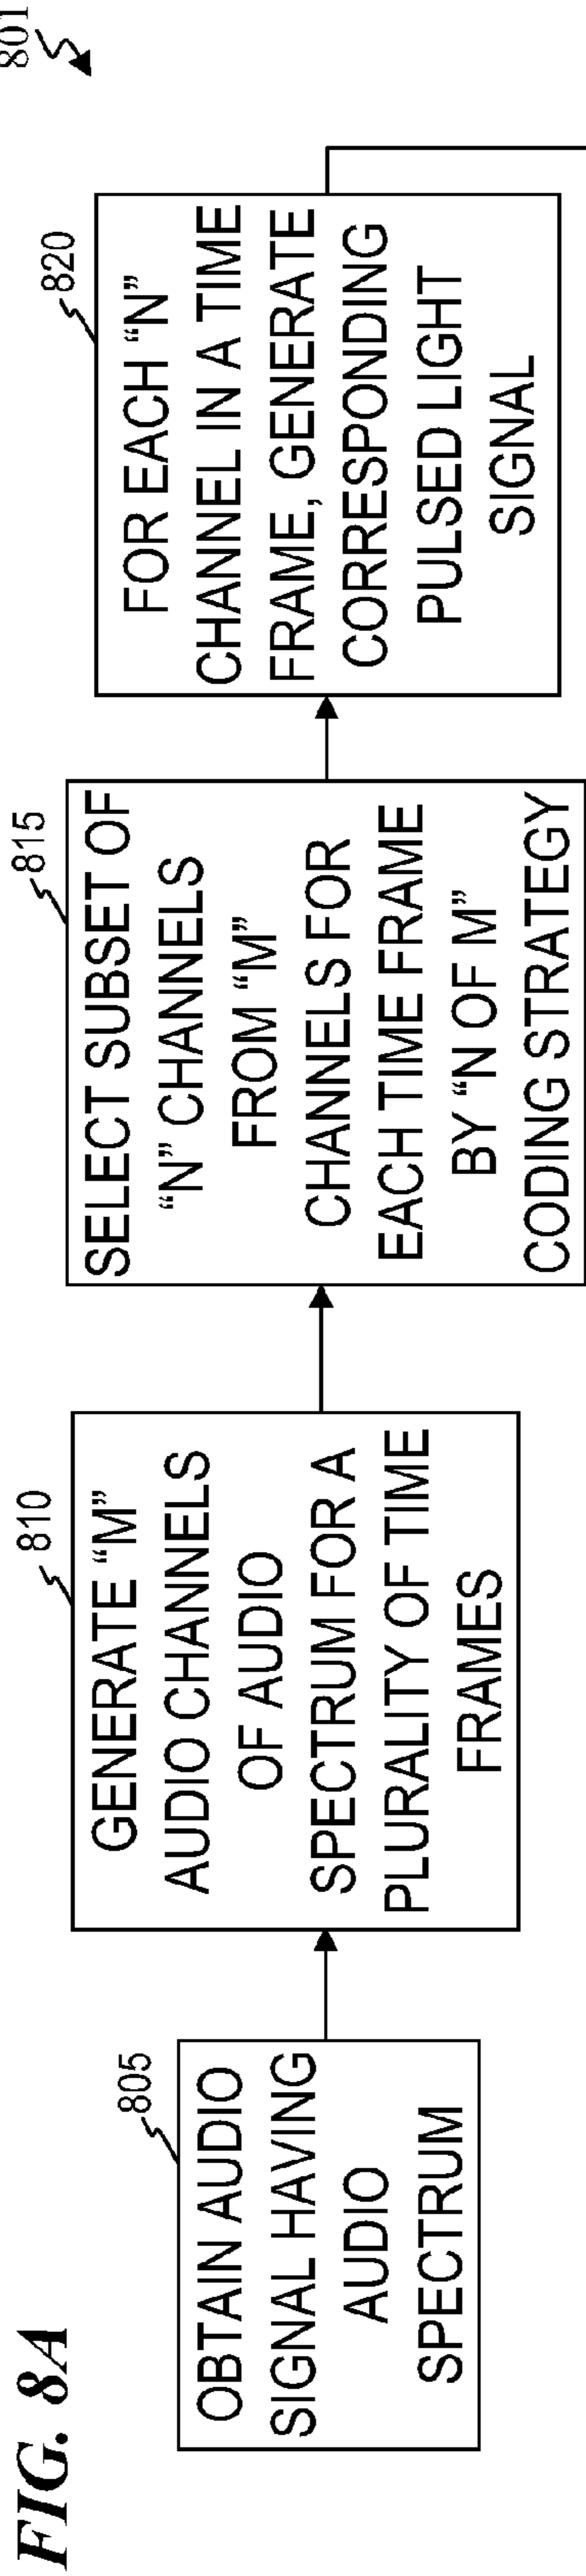 FIG. 8A
801
805
OBTAIN AUDIO
SIGNAL HAVING
AUDIO
SPECTRUM
810
GENERATE “M”
AUDIO CHANNELS
OF AUDIO
SPECTRUM FOR A
PLURALITY OF TIME
FRAMES
815
SELECT SUBSET OF
“N” CHANNELS
FROM “M”
CHANNELS FOR
EACH TIME FRAME
BY “N OF M”
CODING STRATEGY
820
FOR EACH “N”
CHANNEL IN A TIME
FRAME, GENERATE
CORRESPONDING
PULSED LIGHT
SIGNAL